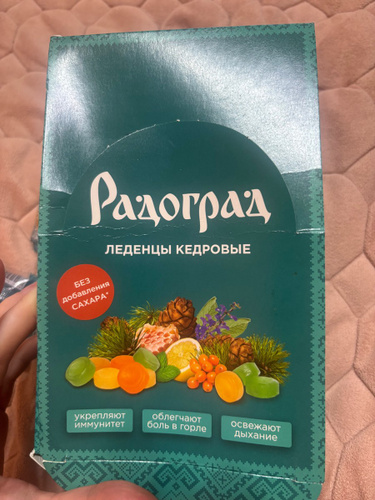 Радоград
ЛЕДЕНЦЫ КЕДРОВЫЕ
БЕЗ
добавления
САХАРА*
укрепляют
иммунитет
облегчают
боль в горле
освежают
дыхание